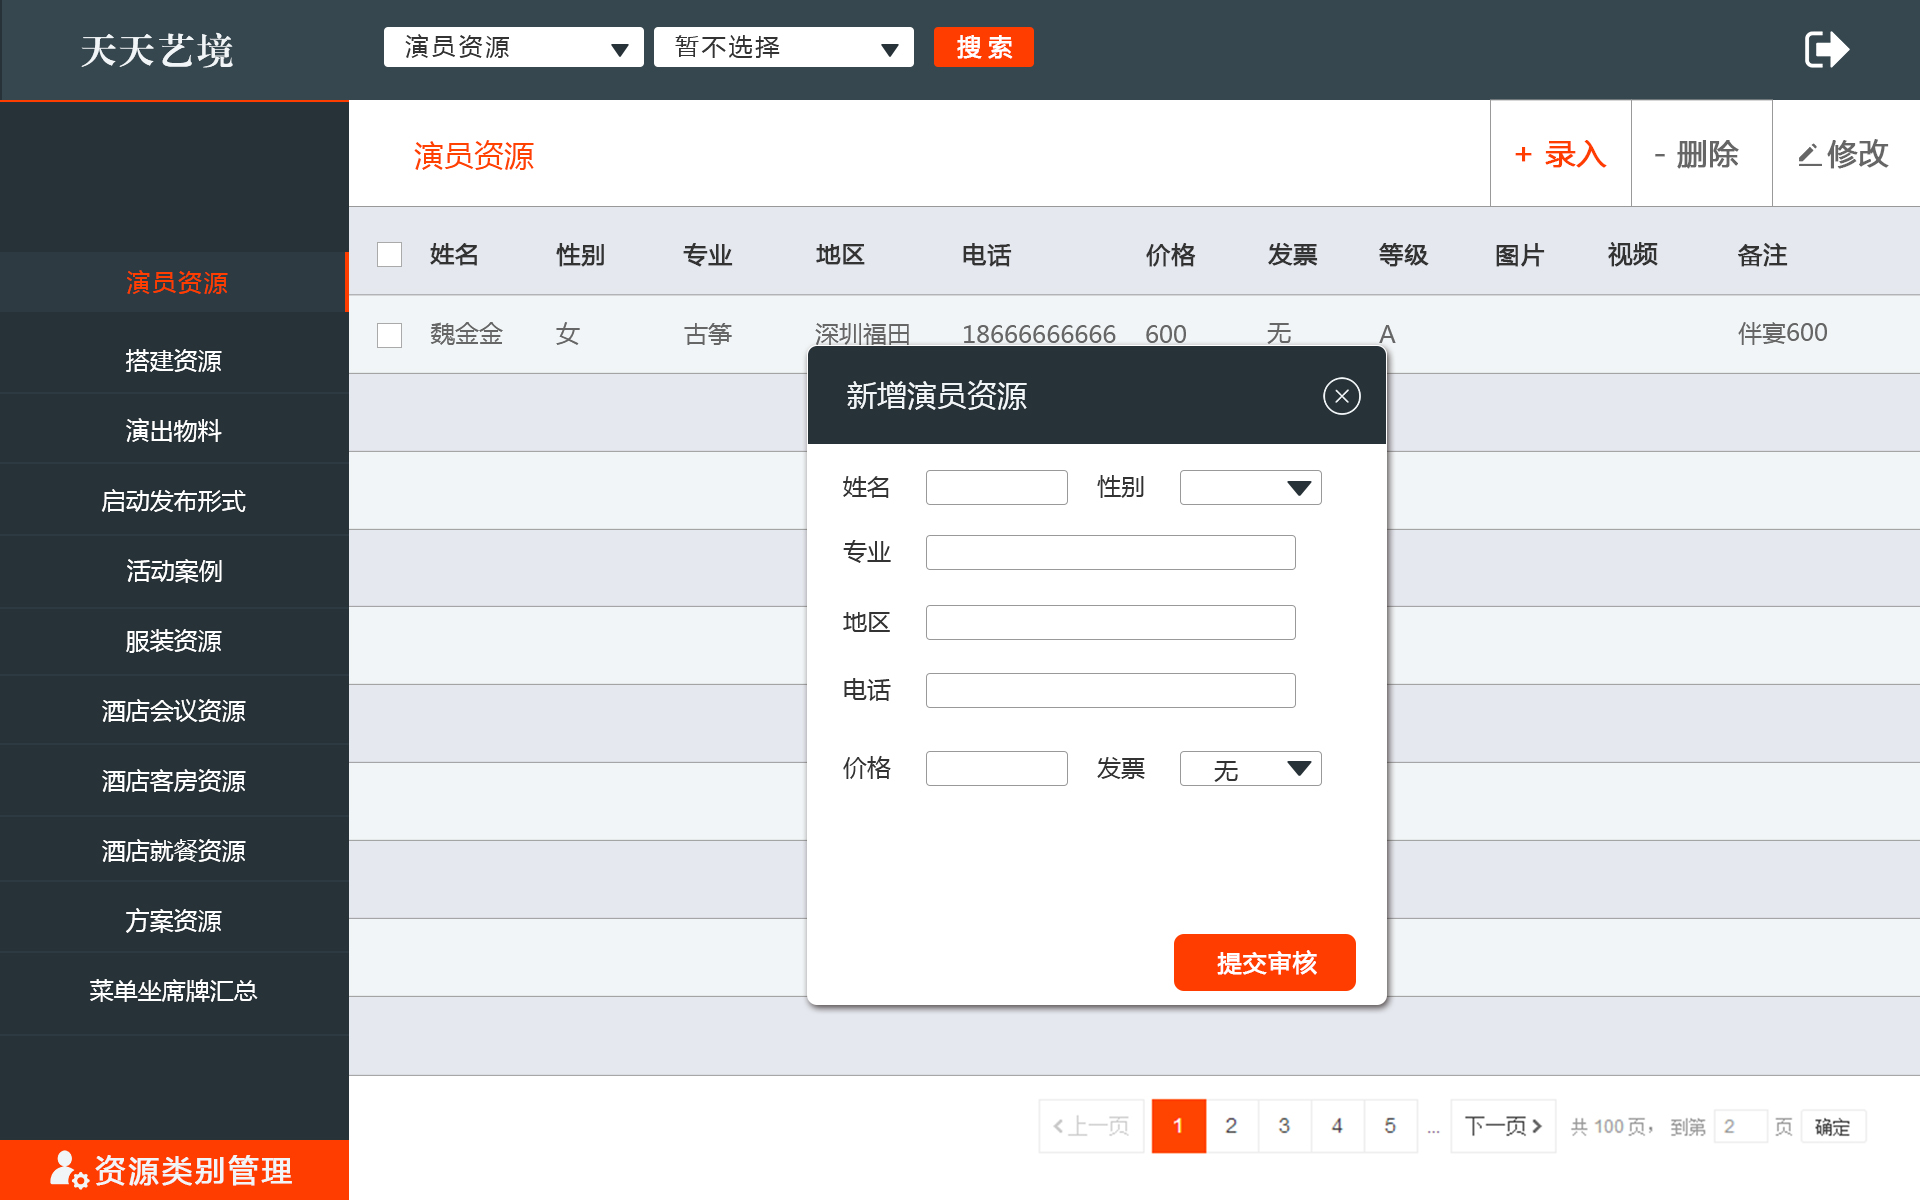 天天艺境
演员资源
暂不选择
搜 索
演员资源
+ 录入
- 删除
修改
姓名 性别 专业 地区 电话 价格 发票 等级 图片 视频 备注
魏金金 女 古筝 深圳福田 18666666666 600 无 A 伴宴600
演员资源
搭建资源
演出物料
启动发布形式
活动案例
服装资源
酒店会议资源
酒店客房资源
酒店就餐资源
方案资源
菜单坐席牌汇总
资源类别管理
新增演员资源
姓名 性别
专业
地区
电话
价格 发票 无
提交审核
上一页 1 2 3 4 5 ... 下一页 共 100 页， 到第 2 页 确定